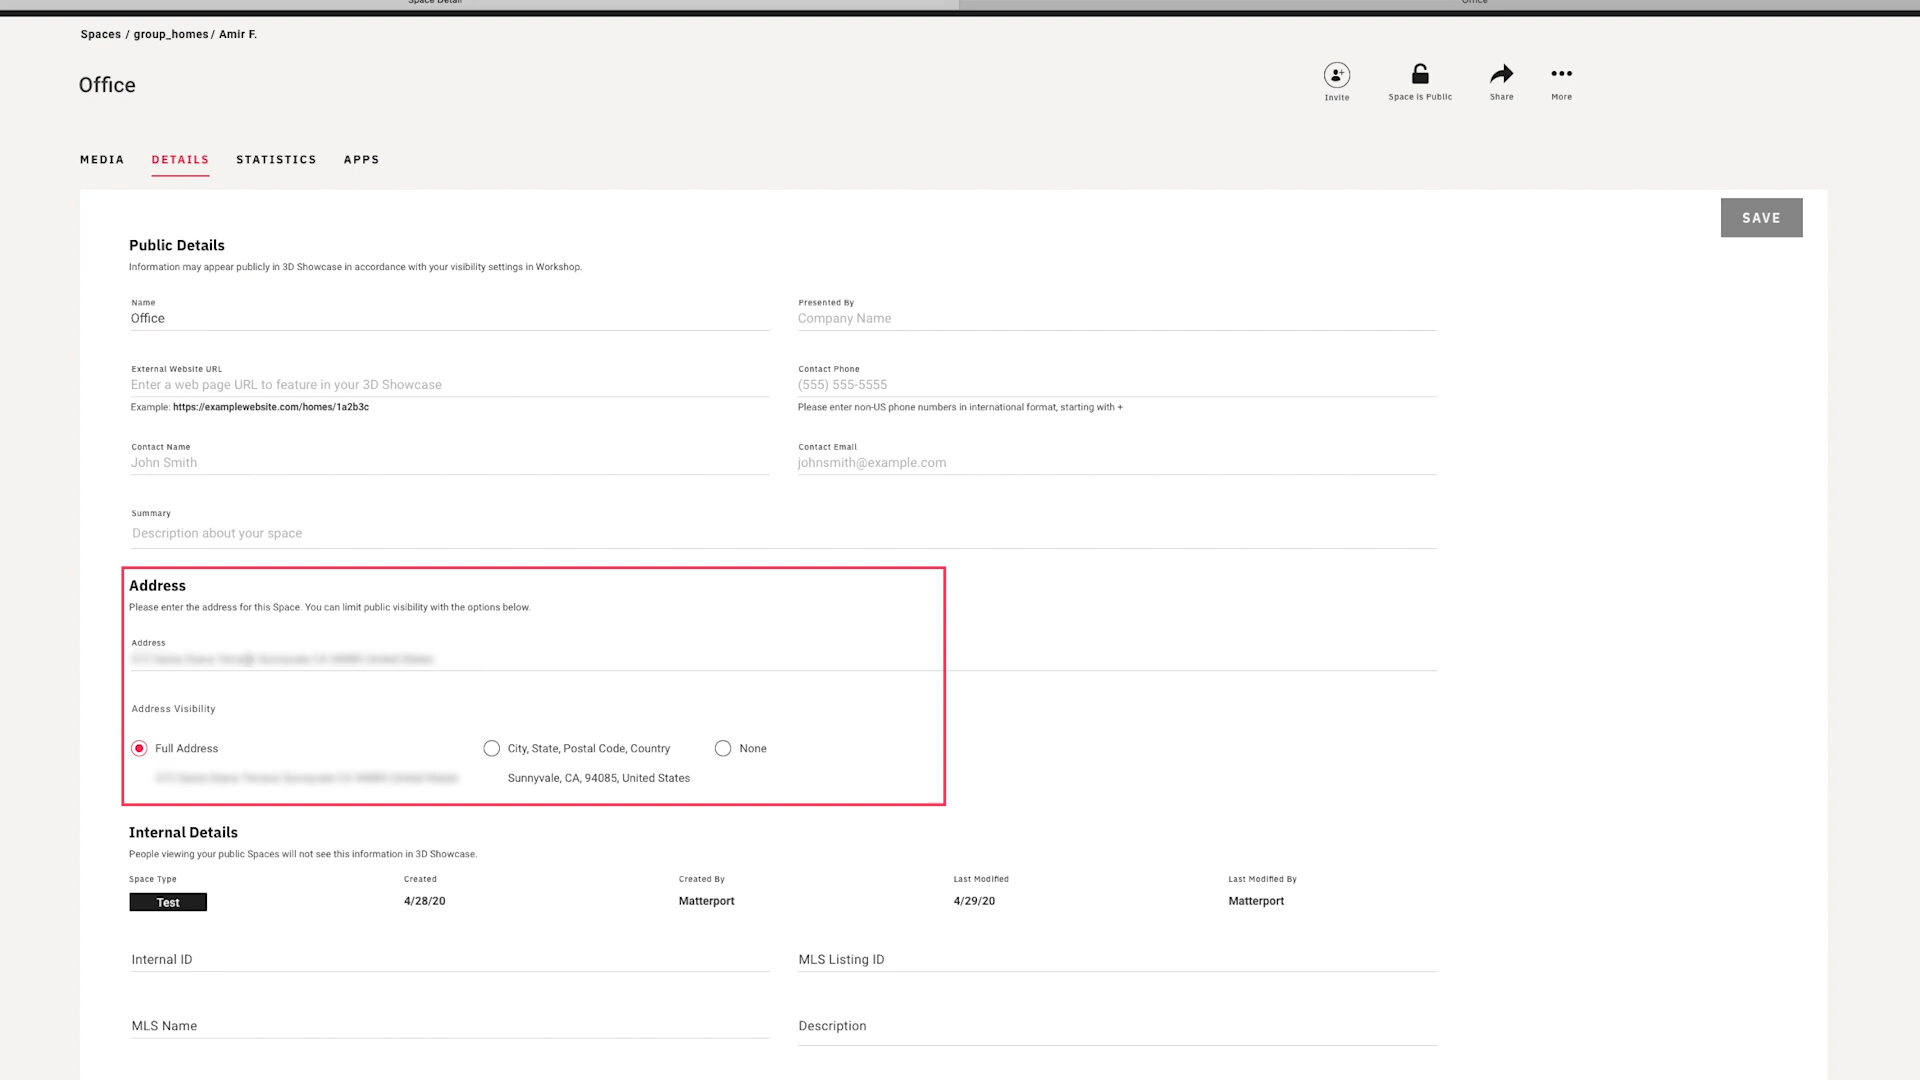 Space Detail
Office
Spaces / group_homes / Amir F.
Office
Invite
Space is Public
Share
More
MEDIA
DETAILS
STATISTICS
APPS
SAVE
Public Details
Information may appear publicly in 3D Showcase in accordance with your visibility settings in Workshop.
Name
Office
Presented By
Company Name
External Website URL
Enter a web page URL to feature in your 3D Showcase
Example: https://examplewebsite.com/homes/1a2b3c
Contact Phone
(555) 555-5555
Please enter non-US phone numbers in international format, starting with +
Contact Name
John Smith
Contact Email
johnsmith@example.com
Summary
Description about your space
Address
Please enter the address for this Space. You can limit public visibility with the options below.
Address
Address Visibility
Full Address
City, State, Postal Code, Country
None
Sunnyvale, CA, 94085, United States
Internal Details
People viewing your public Spaces will not see this information in 3D Showcase.
Space Type
Created
Created By
Last Modified
Last Modified By
Test
4/28/20
Matterport
4/29/20
Matterport
Internal ID
MLS Listing ID
MLS Name
Description